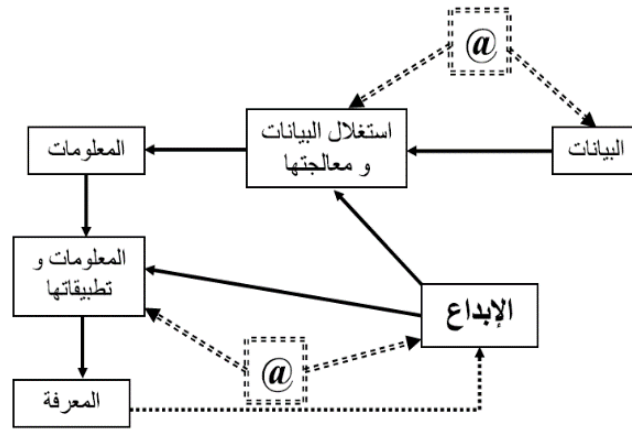 @
البيانات
استغلال البيانات
و معالجتها
المعلومات
المعلومات و
تطبيقاتها
الإبداع
@
المعرفة